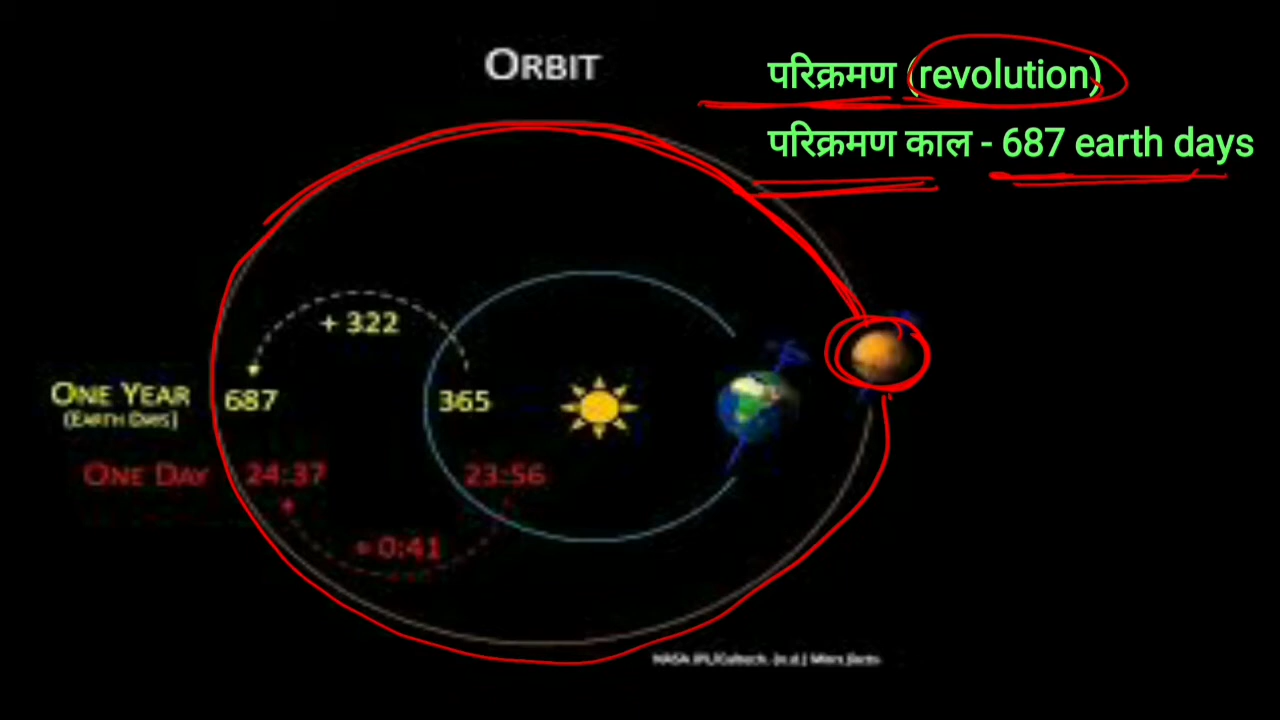 ORBIT
परिक्रमण (revolution)
परिक्रमण काल - 687 earth days
+ 322
ONE YEAR 687 365
(EARTH DAYS)
ONE DAY 24:37 23:56
0:41